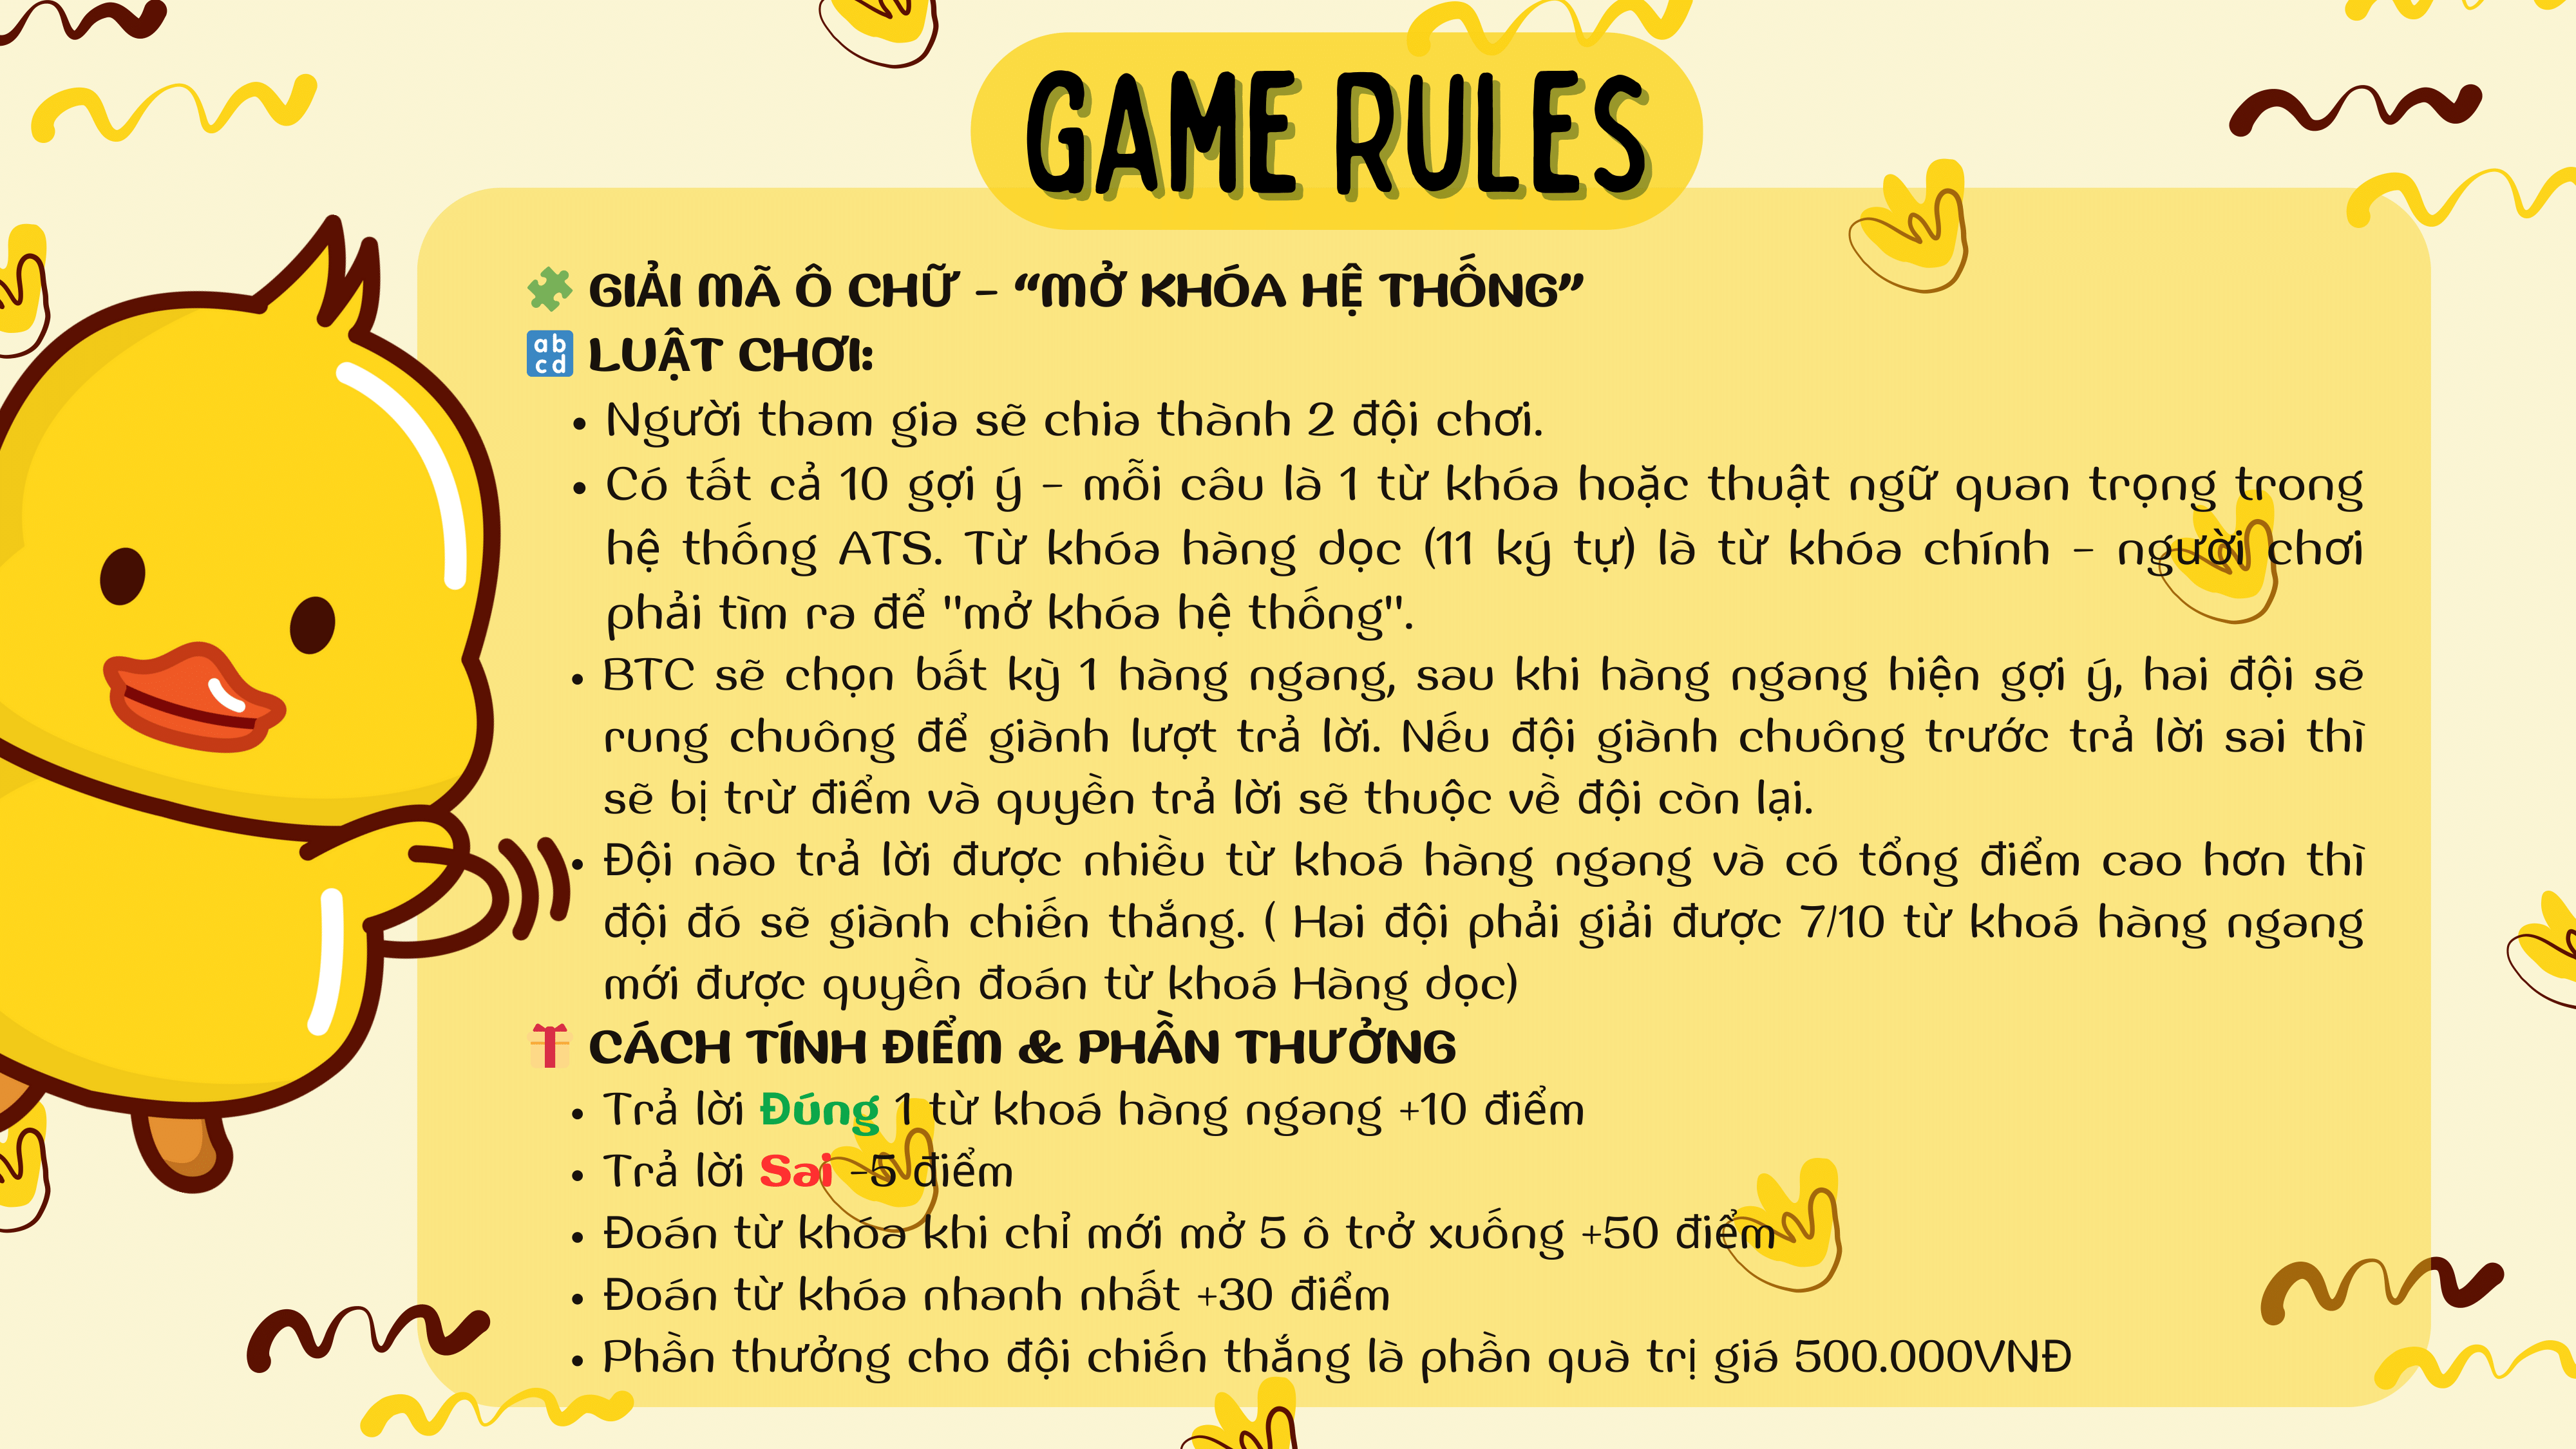 GAME RULES
GIẢI MÃ Ô CHỮ – “MỞ KHÓA HỆ THỐNG”
ab
cd
LUẬT CHƠI:
• Người tham gia sẽ chia thành 2 đội chơi.
• Có tất cả 10 gợi ý – mỗi câu là 1 từ khóa hoặc thuật ngữ quan trọng trong
hệ thống ATS. Từ khóa hàng dọc (11 ký tự) là từ khóa chính – người chơi
phải tìm ra để "mở khóa hệ thống".
• BTC sẽ chọn bất kỳ 1 hàng ngang, sau khi hàng ngang hiện gợi ý, hai đội sẽ
rung chuông để giành lượt trả lời. Nếu đội giành chuông trước trả lời sai thì
sẽ bị trừ điểm và quyền trả lời sẽ thuộc về đội còn lại.
• Đội nào trả lời được nhiều từ khoá hàng ngang và có tổng điểm cao hơn thì
đội đó sẽ giành chiến thắng. ( Hai đội phải giải được 7/10 từ khoá hàng ngang
mới được quyền đoán từ khoá Hàng dọc)
CÁCH TÍNH ĐIỂM & PHẦN THƯỞNG
• Trả lời Đúng 1 từ khoá hàng ngang +10 điểm
• Trả lời Sai -5 điểm
• Đoán từ khóa khi chỉ mới mở 5 ô trở xuống +50 điểm
• Đoán từ khóa nhanh nhất +30 điểm
• Phần thưởng cho đội chiến thắng là phần quà trị giá 500.000VNĐ